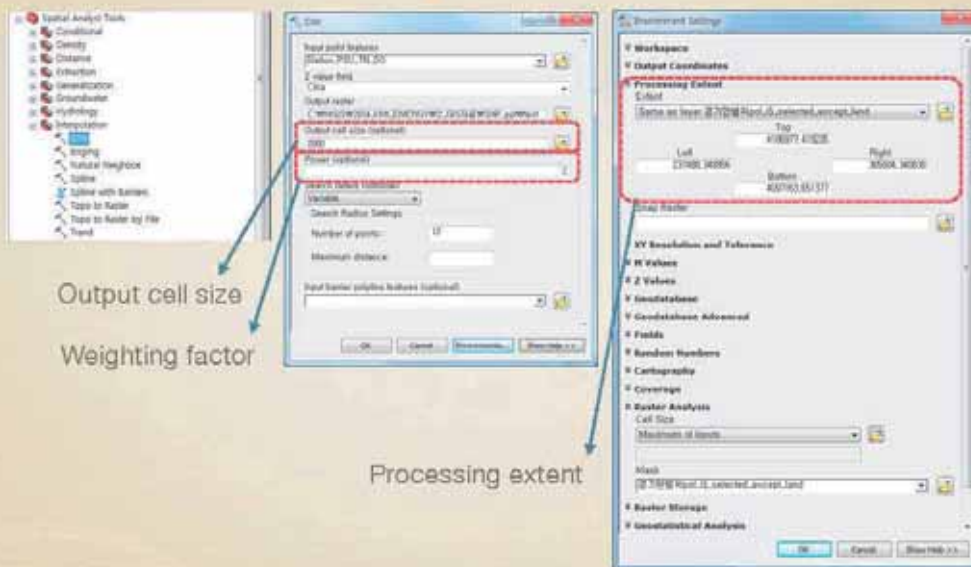 Spatial Analyst Tools
Conditional
Density
Distance
Extraction
Generalization
Groundwater
Hydrology
Interpolation
IDW
Kriging
Natural Neighbor
Spline
Spline with Barriers
Topo to Raster
Topo to Raster by File
Trend
IDW
Input point features
Z value field
Output raster
Output cell size (optional)
2000
Power (optional)
2
Search radius (optional)
Variable
Search Radius Settings
Number of points:
Maximum distance:
Input barrier polyline features (optional)
OK
Cancel
Environments...
Show Help >>
Output cell size
Weighting factor
Processing extent
Environment Settings
Workspace
Output Coordinates
Processing Extent
Extent
Same as layer
Top
Left
Right
Bottom
Snap Raster
XY Resolution and Tolerance
M Values
Z Values
Geodatabase
Geodatabase Advanced
Fields
Random Numbers
Cartography
Coverage
Raster Analysis
Cell Size
Maximum of Inputs
Mask
Raster Storage
Geostatistical Analysis
OK
Cancel
Show Help >>